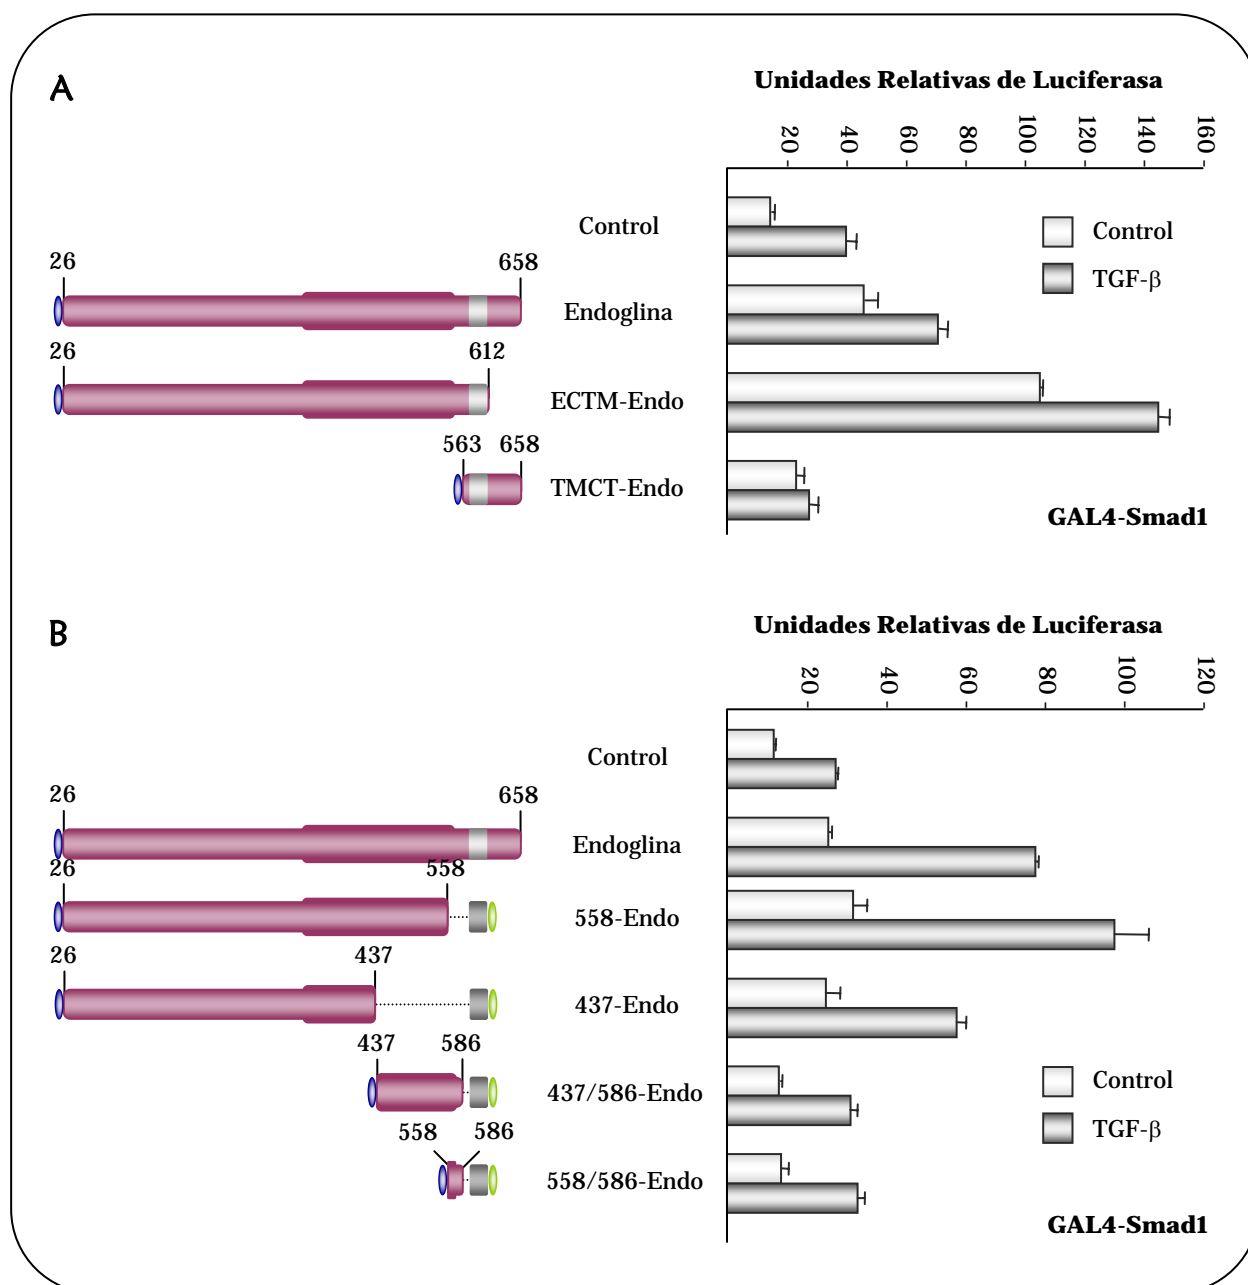 A
Unidades Relativas de Luciferasa
20 40 60 80 100 120 140 160
Control
26 658
Endoglina
26 612
ECTM-Endo
563 658
TMCT-Endo
Control
TGF-β
GAL4-Smad1
B
Unidades Relativas de Luciferasa
20 40 60 80 100 120
Control
26 658
Endoglina
26 558
558-Endo
26 437
437-Endo
437 586
437/586-Endo
558 586
558/586-Endo
Control
TGF-β
GAL4-Smad1